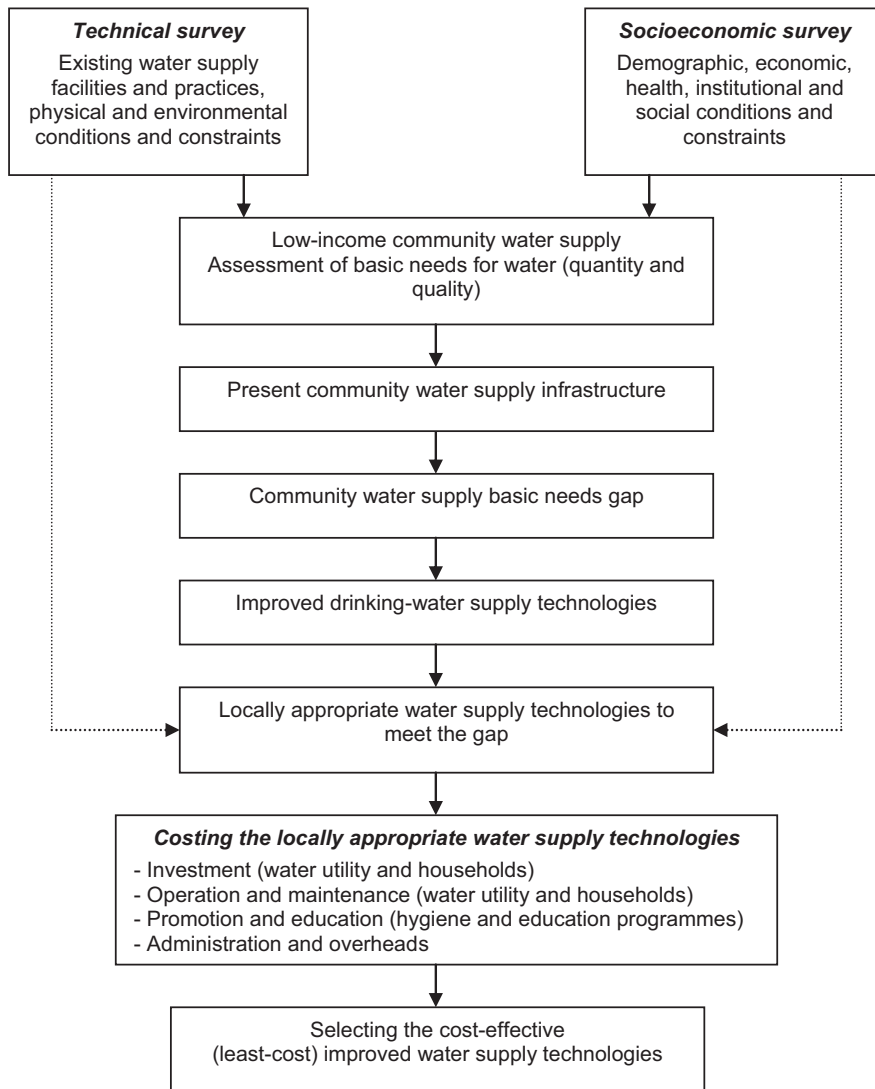 Technical survey
Existing water supply
facilities and practices,
physical and environmental
conditions and constraints
Socioeconomic survey
Demographic, economic,
health, institutional and
social conditions and
constraints
Low-income community water supply
Assessment of basic needs for water (quantity and
quality)
Present community water supply infrastructure
Community water supply basic needs gap
Improved drinking-water supply technologies
Locally appropriate water supply technologies to
meet the gap
Costing the locally appropriate water supply technologies
- Investment (water utility and households)
- Operation and maintenance (water utility and households)
- Promotion and education (hygiene and education programmes)
- Administration and overheads
Selecting the cost-effective
(least-cost) improved water supply technologies